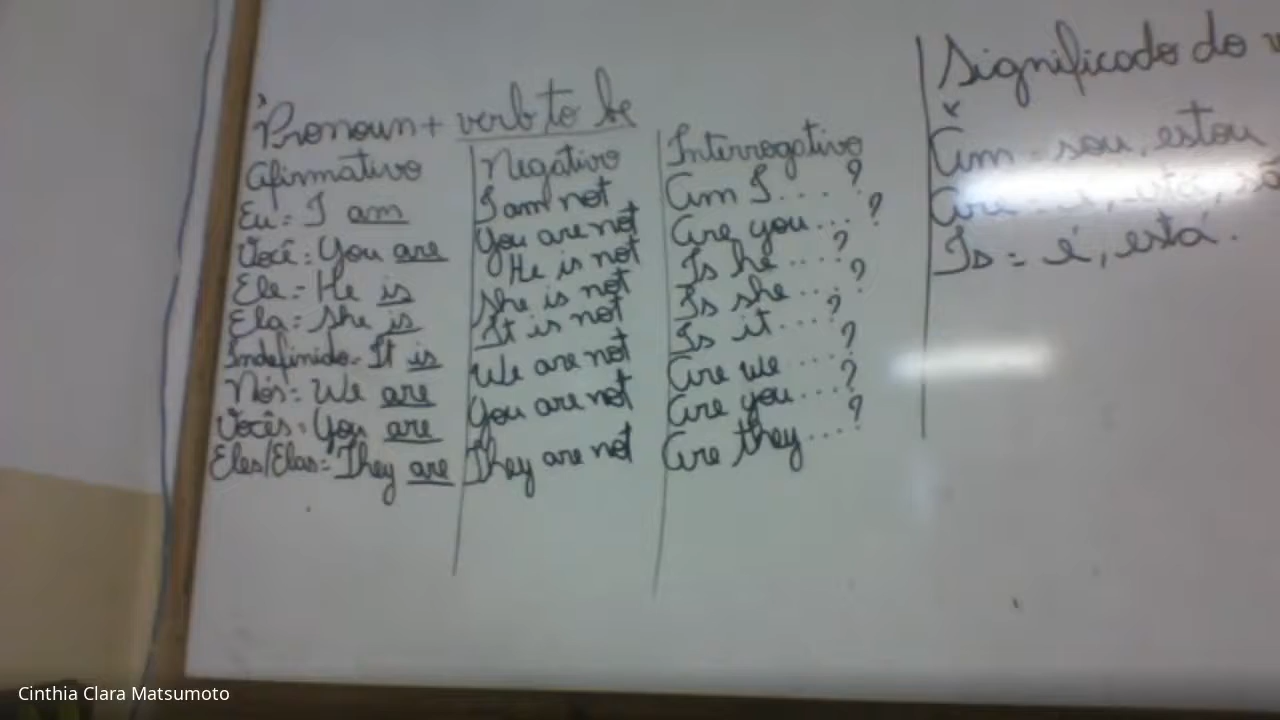 Pronoun + verb to be
Afirmativo
Eu: I am
Você: You are
Ele: He is
Ela: She is
Indefinido: It is
Nós: We are
Vocês: You are
Eles/Elas: They are
Negativo
I am not
You are not
He is not
She is not
It is not
We are not
You are not
They are not
Interrogativo
Am I....?
Are you...?
Is he....?
Is she....?
Is it....?
Are we....?
Are you....?
Are they....?
Significado do
Am - sou, estou
Are
Is = é, está.
Cinthia Clara Matsumoto